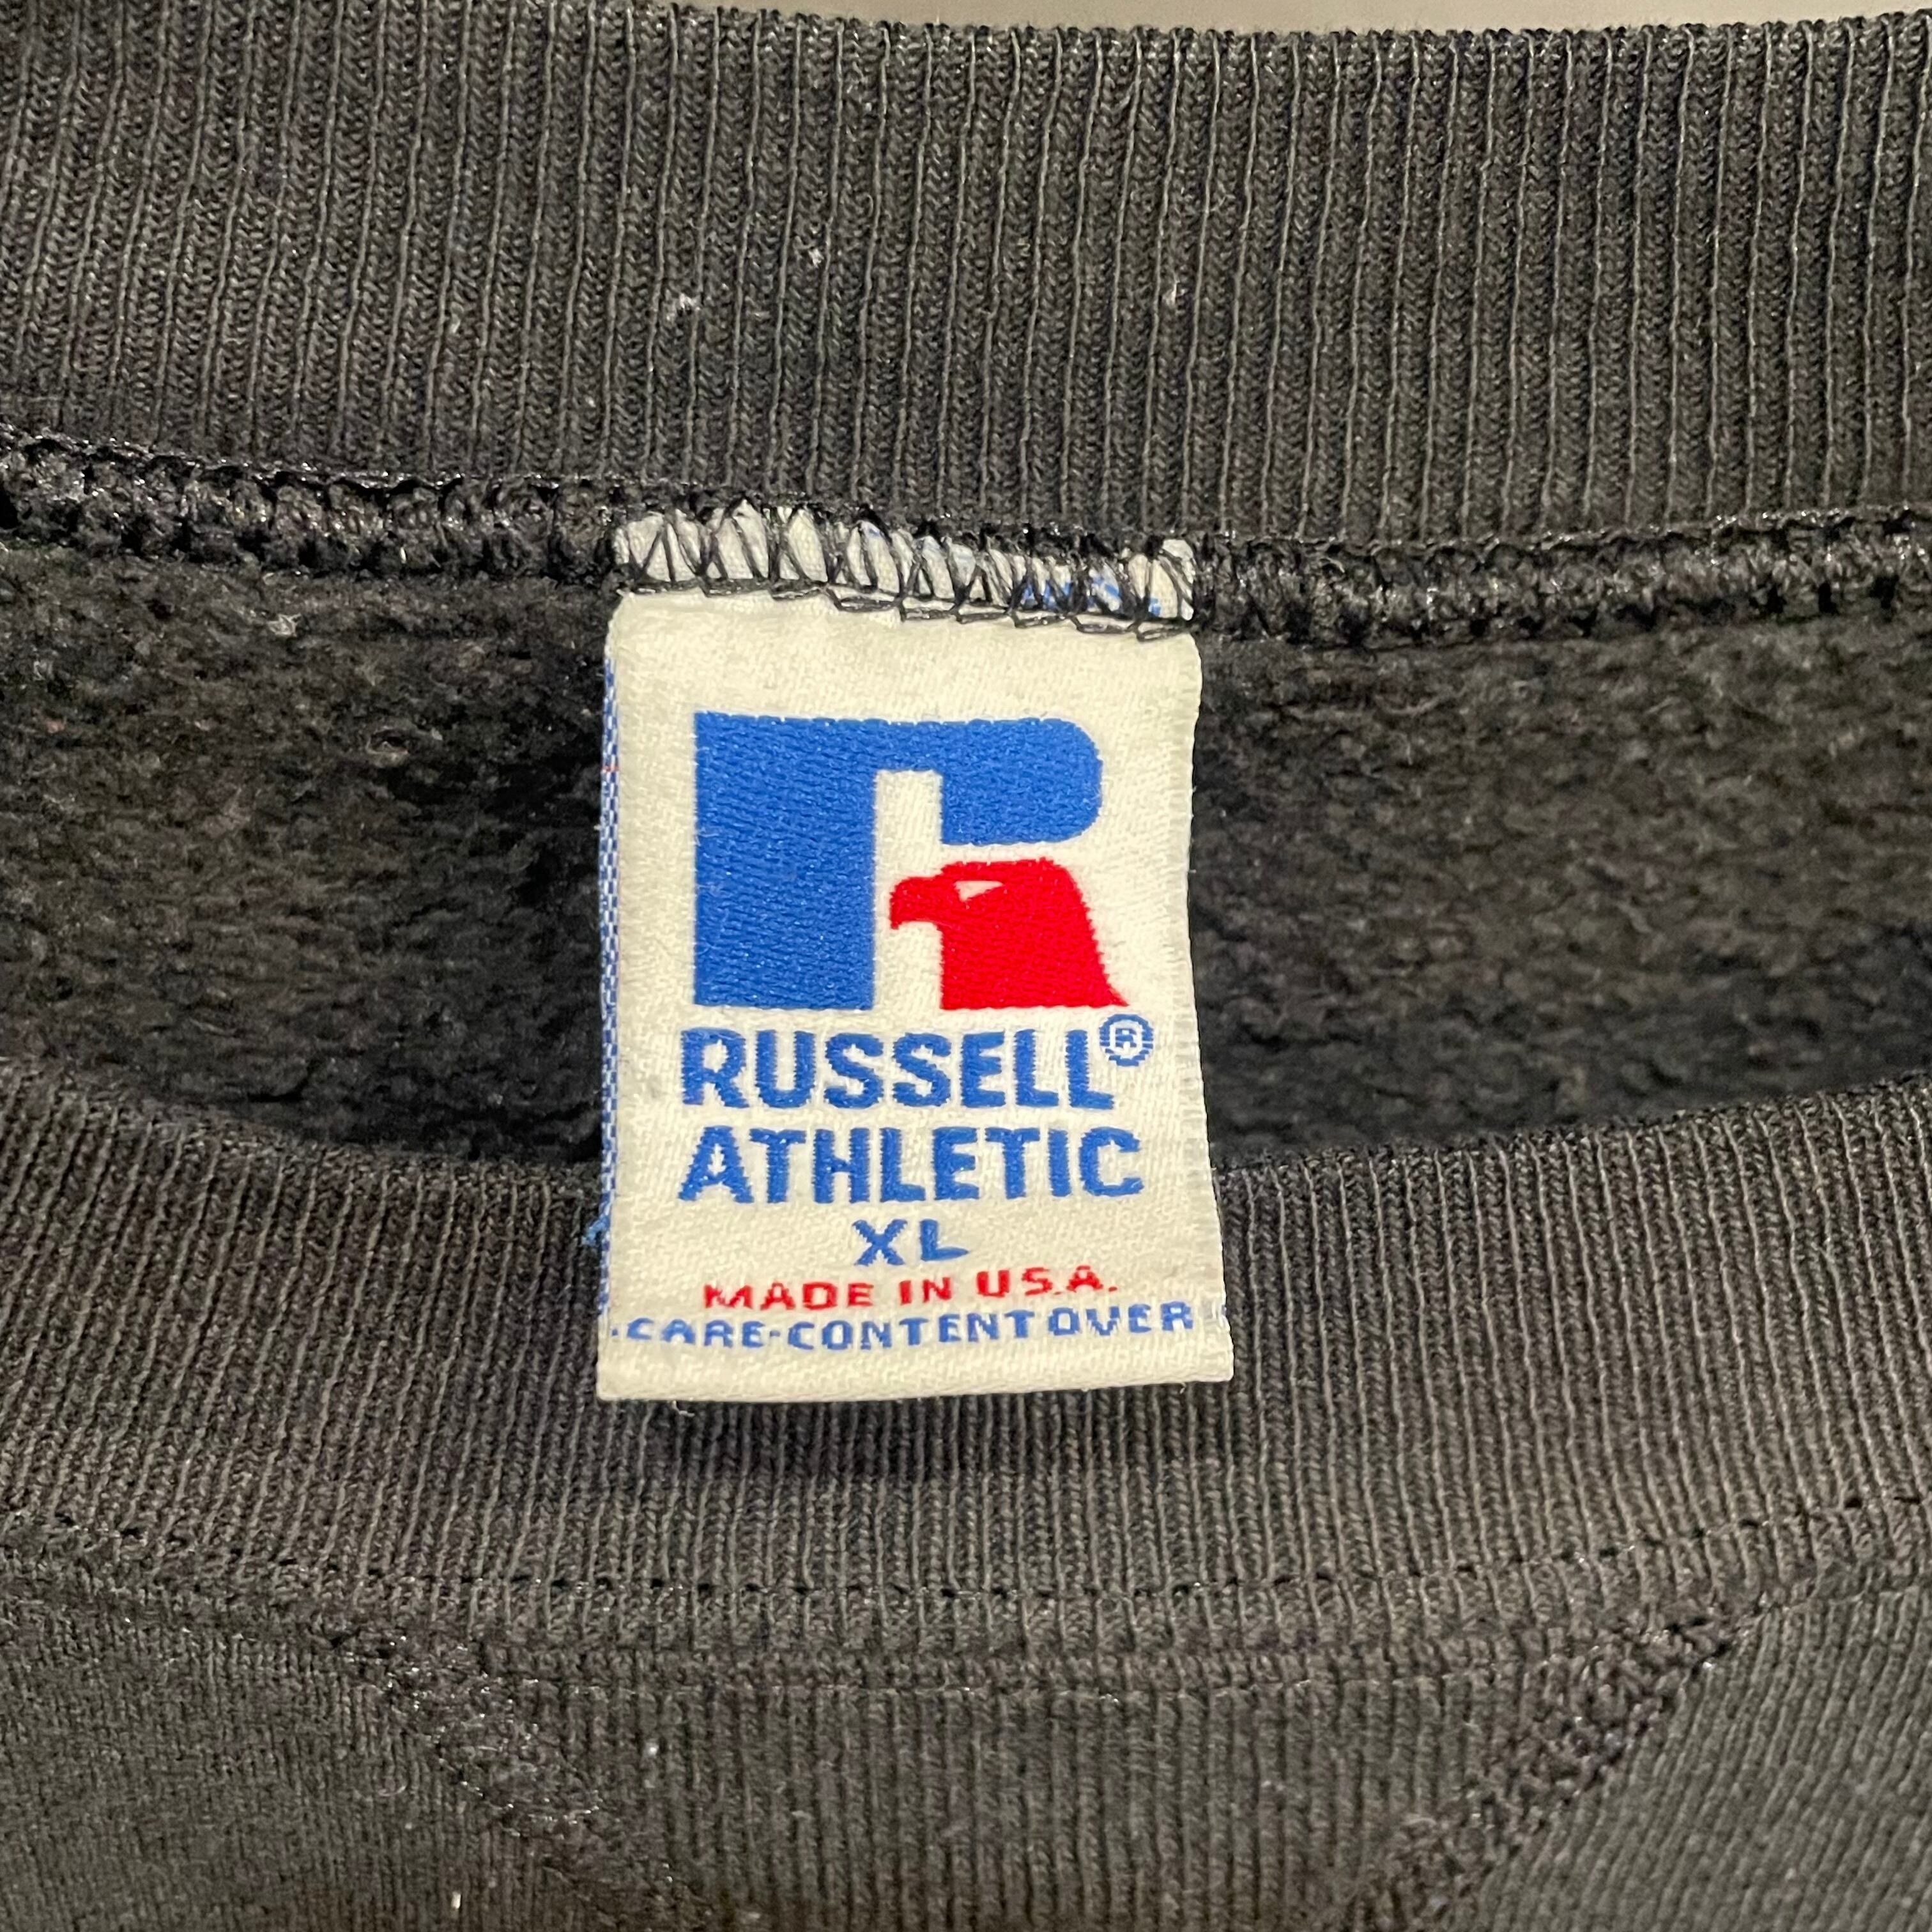 RUSSELL®
ATHLETIC
XL
MADE IN U.S.A.
·CARE-CONTENT OVER